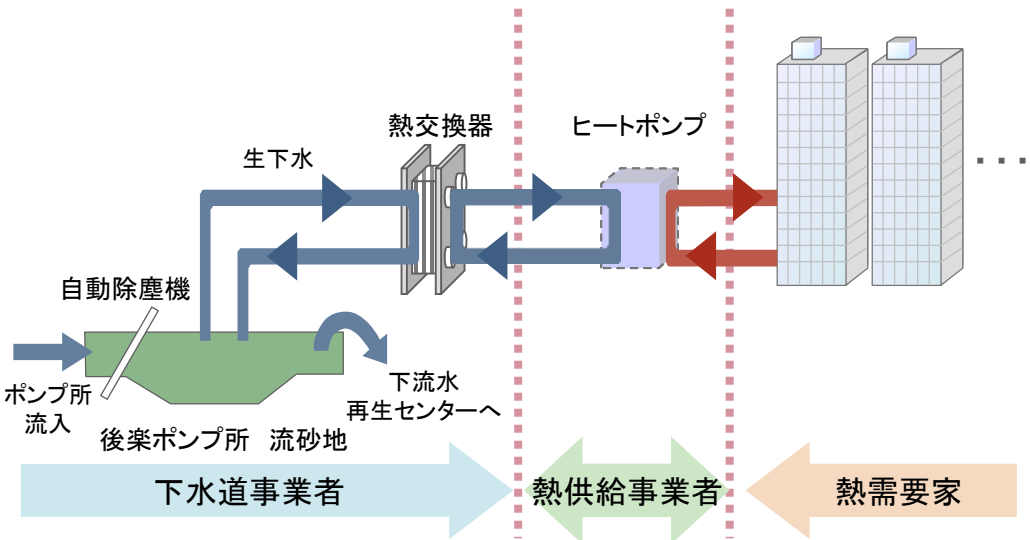 熱交換器
ヒートポンプ
生下水
自動除塵機
ポンプ所
流入
下流水
再生センターへ
後楽ポンプ所
流砂地
下水道事業者
熱供給事業者
熱需要家